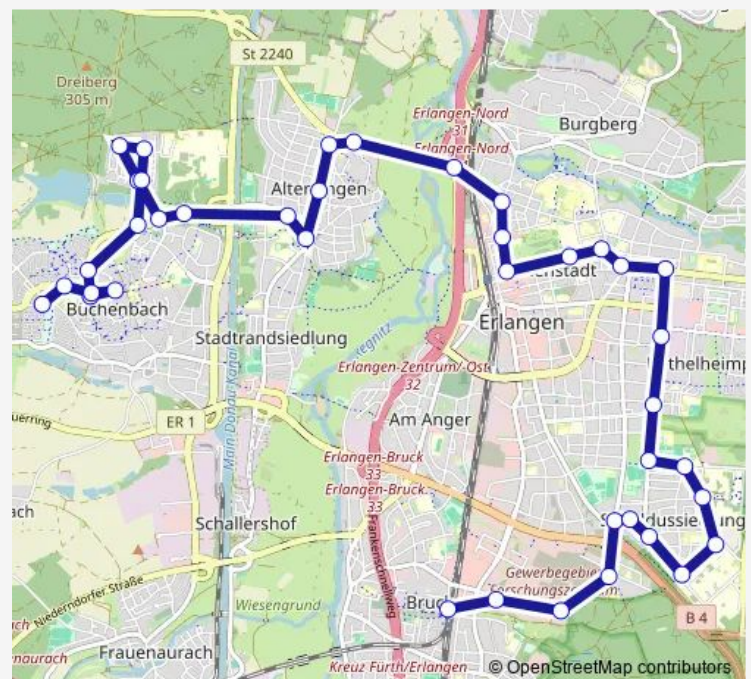 St 2240
Dreiberg
305 m
Erlangen-Nord
31
Erlangen-Nord
Burgberg
Büchenbach
Stadtrandsiedlung
Erlangen
Regnitz
Main-Donau-Kanal
Erlangen-Zentrum/-Ost
32
ER 1
Am Anger
Erlangen-Bruck
33
Erlangen-Bruck
33
Schallershof
Frankenschnellweg
Niederndorfer Straße
Wiesengrund
Gewerbegebiet
B 4
Frauenaurach
Kreuz Fürth/Erlangen
© OpenStreetMap contributors